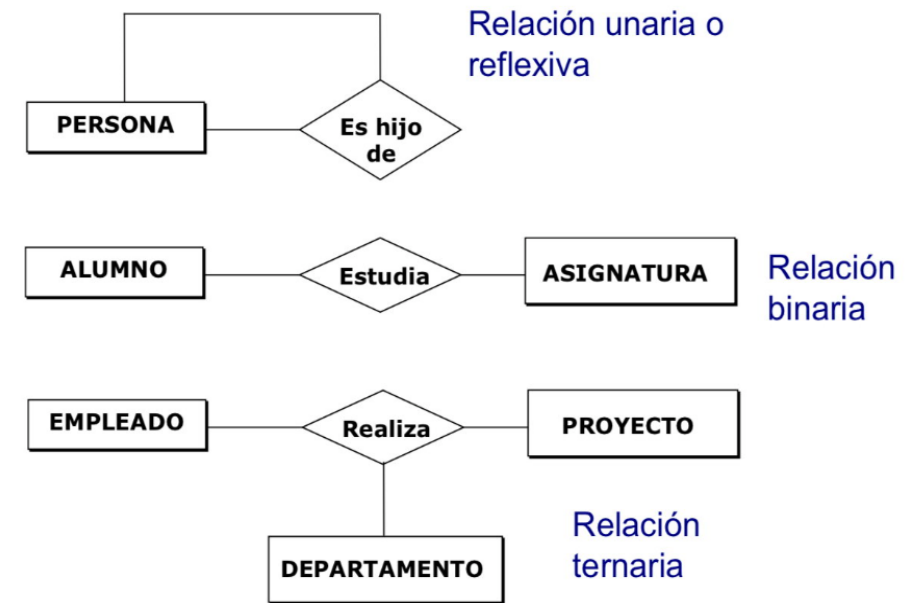 Relación unaria o
reflexiva
PERSONA
Es hijo
de
ALUMNO
Estudia
ASIGNATURA
Relación
binaria
EMPLEADO
Realiza
PROYECTO
Relación
ternaria
DEPARTAMENTO